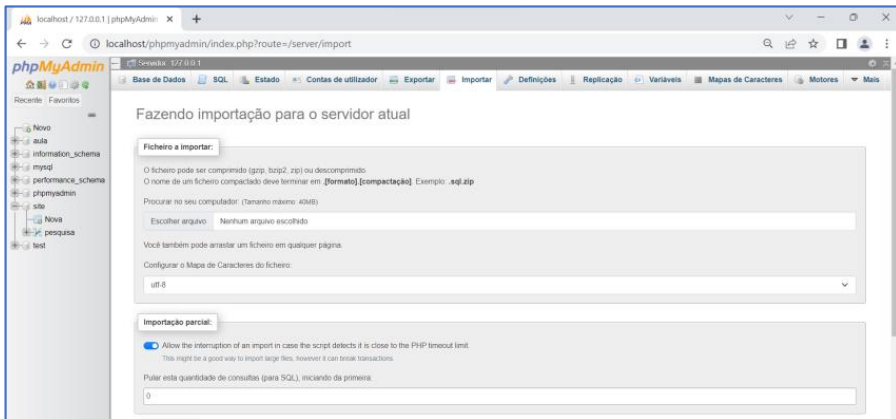 localhost / 127.0.0.1 | phpMyAdmin
localhost/phpmyadmin/index.php?route=/server/import
phpMyAdmin
Recente Favoritos
Novo
aula
information_schema
mysql
performance_schema
phpmyadmin
site
Nova
pesquisa
test
Servidor: 127.0.0.1
Base de Dados SQL Estado Contas de utilizador Exportar Importar Definições Replicação Variáveis Mapas de Caracteres Motores Mais
Fazendo importação para o servidor atual
Ficheiro a importar:
O ficheiro pode ser comprimido (gzip, bzip2, zip) ou descomprimido
O nome de um ficheiro compactado deve terminar em .[formato].[compactação]. Exemplo: .sql.zip
Procurar no seu computador: (Tamanho máximo: 40MB)
Escolher arquivo Nenhum arquivo escolhido
Você também pode arrastar um ficheiro em qualquer página.
Configurar o Mapa de Caracteres do ficheiro:
utf-8
Importação parcial:
Allow the interruption of an import in case the script detects it is close to the PHP timeout limit.
This might be a good way to import large files, however it can break transactions.
Pular esta quantidade de consultas (para SQL), iniciando da primeira:
0